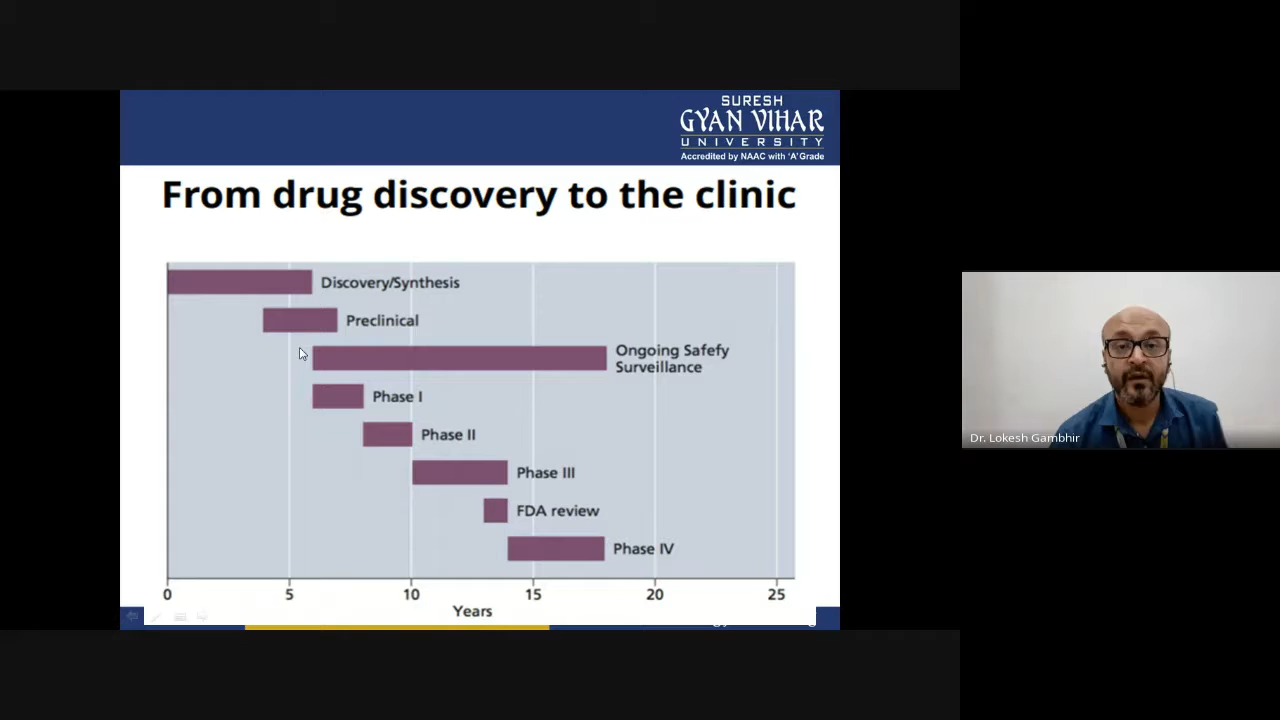 SURESH
GYAN VIHAR
UNIVERSITY
Accredited by NAAC with 'A' Grade
From drug discovery to the clinic
Discovery/Synthesis
Preclinical
Ongoing Safefy
Surveillance
Phase I
Phase II
Phase III
FDA review
Phase IV
0 5 10 15 20 25
Years
Dr. Lokesh Gambhir